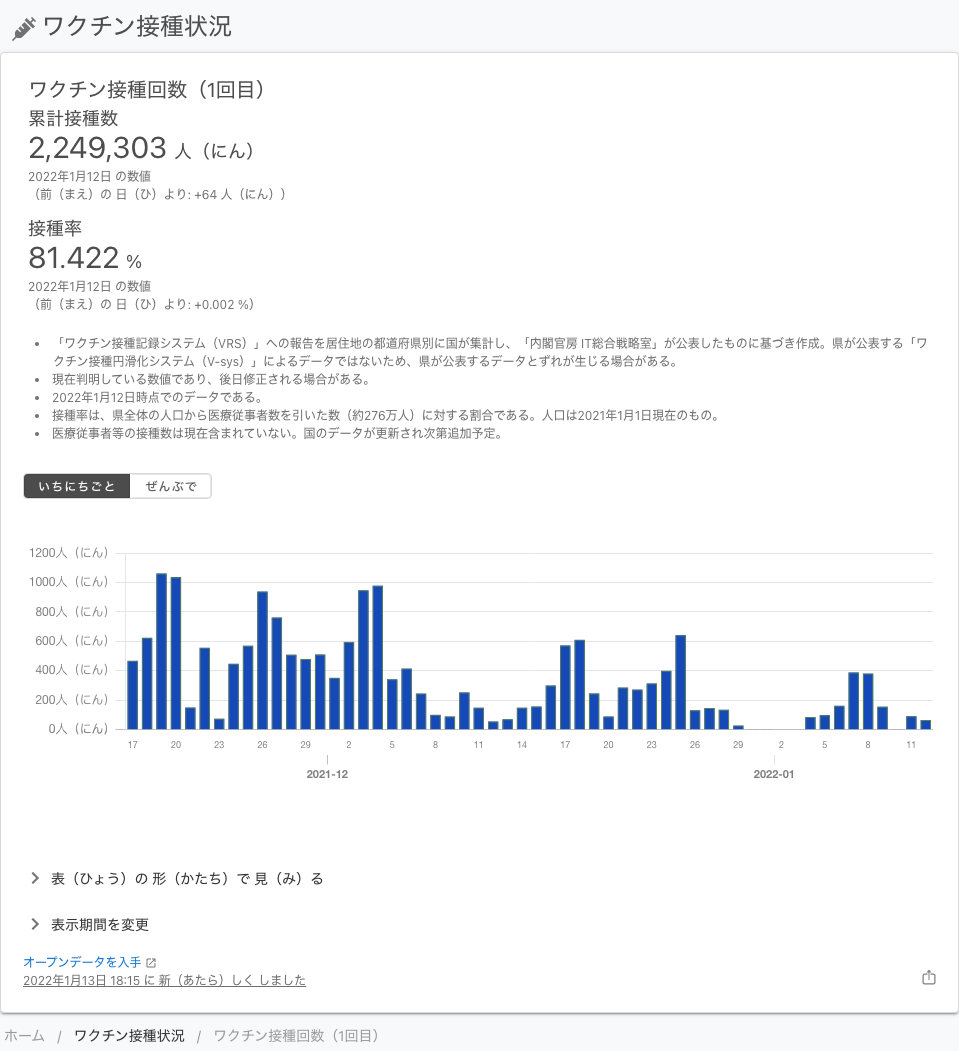 ワクチン接種状況
ワクチン接種回数（1回目）
累計接種数
2,249,303 人（にん）
2022年1月12日 の数値
（前（まえ）の 日（ひ）より: +64 人（にん））
接種率
81.422 %
2022年1月12日 の数値
（前（まえ）の 日（ひ）より: +0.002 %）
• 「ワクチン接種記録システム（VRS）」への報告を居住地の都道府県別に国が集計し、「内閣官房 IT総合戦略室」が公表したものに基づき作成。県が公表する「ワ
クチン接種円滑化システム（V-sys）」によるデータではないため、県が公表するデータとずれが生じる場合がある。
• 現在判明している数値であり、後日修正される場合がある。
• 2022年1月12日時点でのデータである。
• 接種率は、県全体の人口から医療従事者数を引いた数（約276万人）に対する割合である。人口は2021年1月1日現在のもの。
• 医療従事者等の接種数は現在含まれていない。国のデータが更新され次第追加予定。
いちにちごと ぜんぶで
1200人（にん）
1000人（にん）
800人（にん）
600人（にん）
400人（にん）
200人（にん）
0人（にん）
17 20 23 26 29 2 5 8 11 14 17 20 23 26 29 2 5 8 11
2021-12 2022-01
表（ひょう）の 形（かたち）で 見（み）る
表示期間を変更
オープンデータを入手
2022年1月13日 18:15 に 新（あたら）しく しました
ホーム / ワクチン接種状況 / ワクチン接種回数（1回目）